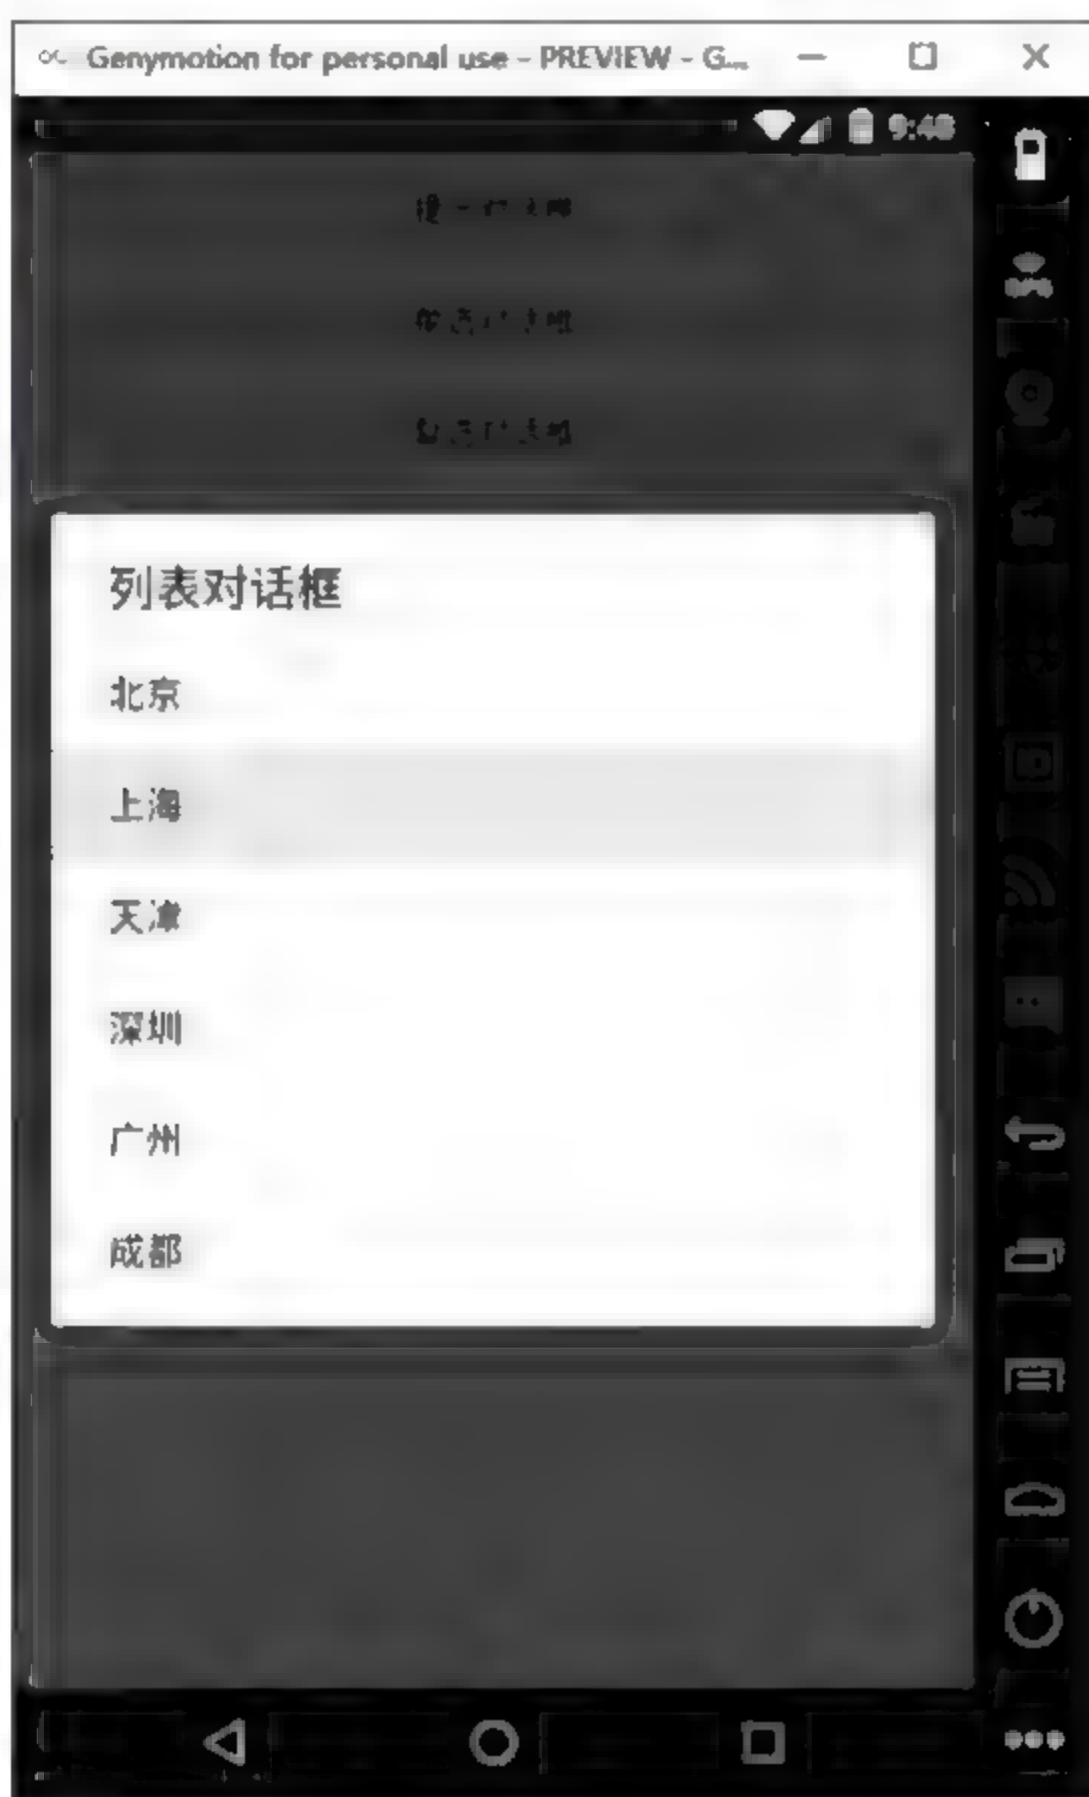 Genymotion for personal use - PREVIEW - G...
9:48
列表对话框
北京
上海
天津
深圳
广州
成都